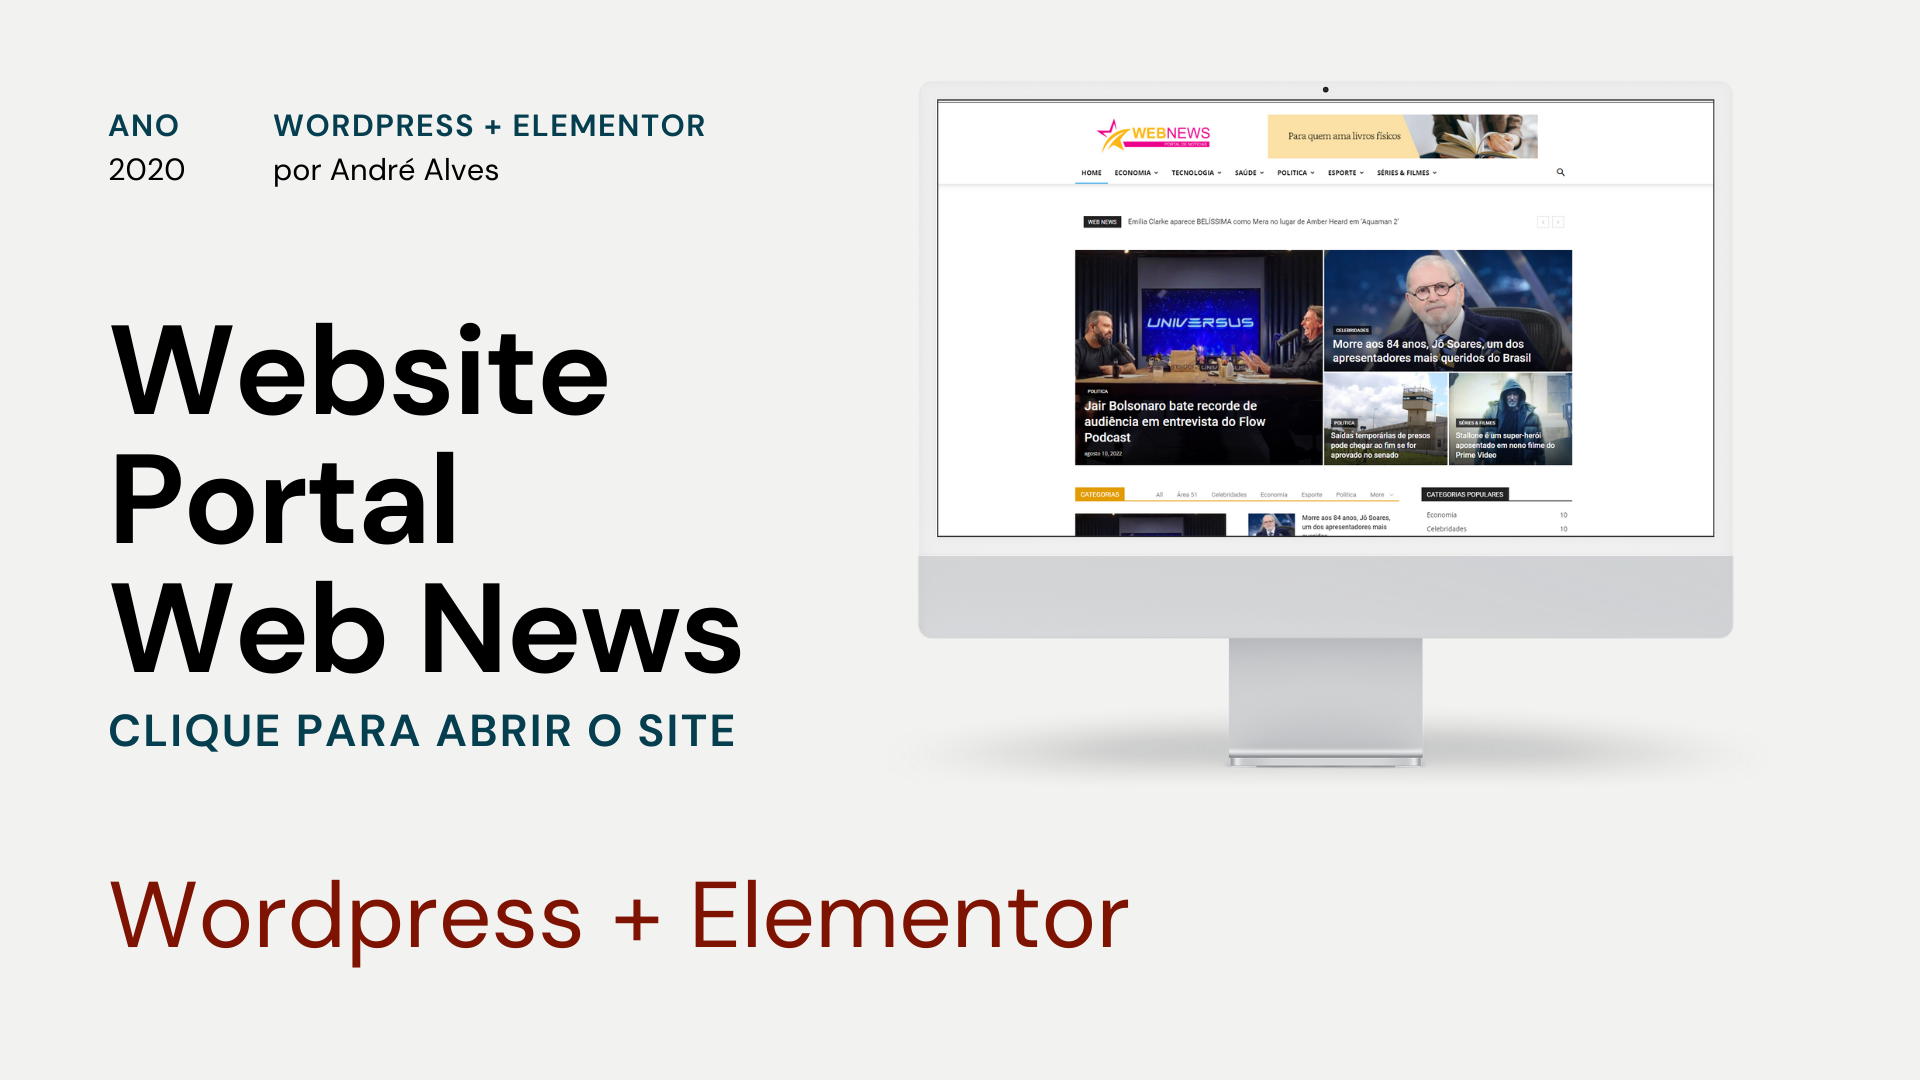 ANO
2020
WORDPRESS + ELEMENTOR
por André Alves
Website
Portal
Web News
CLIQUE PARA ABRIR O SITE
Wordpress + Elementor
WEBNEWS
PORTAL DE NOTÍCIAS
Para quem ama livros físicos
HOME ECONOMIA TECNOLOGIA SAÚDE POLITICA ESPORTE SÉRIES & FILMES
WEB NEWS Emilia Clarke aparece BELÍSSIMA como Mera no lugar de Amber Heard em 'Aquaman 2'
UNIVERSUS
POLITICA
Jair Bolsonaro bate recorde de
audiência em entrevista do Flow
Podcast
agosto 10, 2022
CELEBRIDADES
Morre aos 84 anos, Jô Soares, um dos
apresentadores mais queridos do Brasil
POLITICA
Saídas temporárias de presos
pode chegar ao fim se for
aprovado no senado
SÉRIES & FILMES
Stallone é um super-herói
aposentado em nono filme do
Prime Video
CATEGORIAS All Área 51 Celebridades Economia Esporte Politica More
Morre aos 84 anos, Jô Soares,
um dos apresentadores mais
CATEGORIAS POPULARES
Economia 10
Celebridades 10